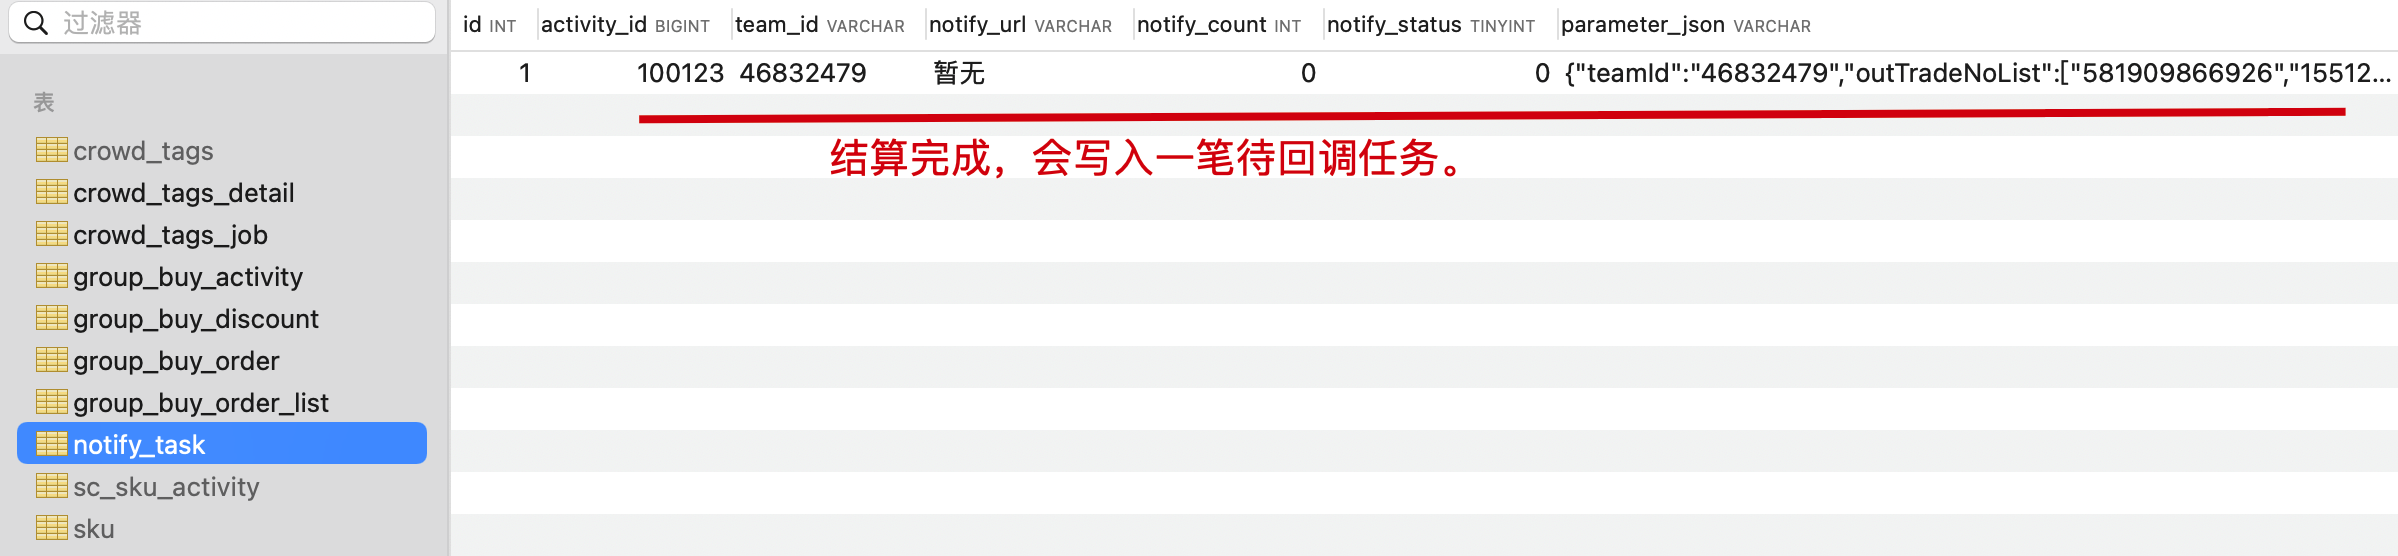 过滤器
表
crowd_tags
crowd_tags_detail
crowd_tags_job
group_buy_activity
group_buy_discount
group_buy_order
group_buy_order_list
notify_task
sc_sku_activity
sku
id INT activity_id BIGINT team_id VARCHAR notify_url VARCHAR notify_count INT notify_status TINYINT parameter_json VARCHAR
1 100123 46832479 暂无 0 0 {"teamId":"46832479","outTradeNoList":["581909866926","15512...
结算完成，会写入一笔待回调任务。